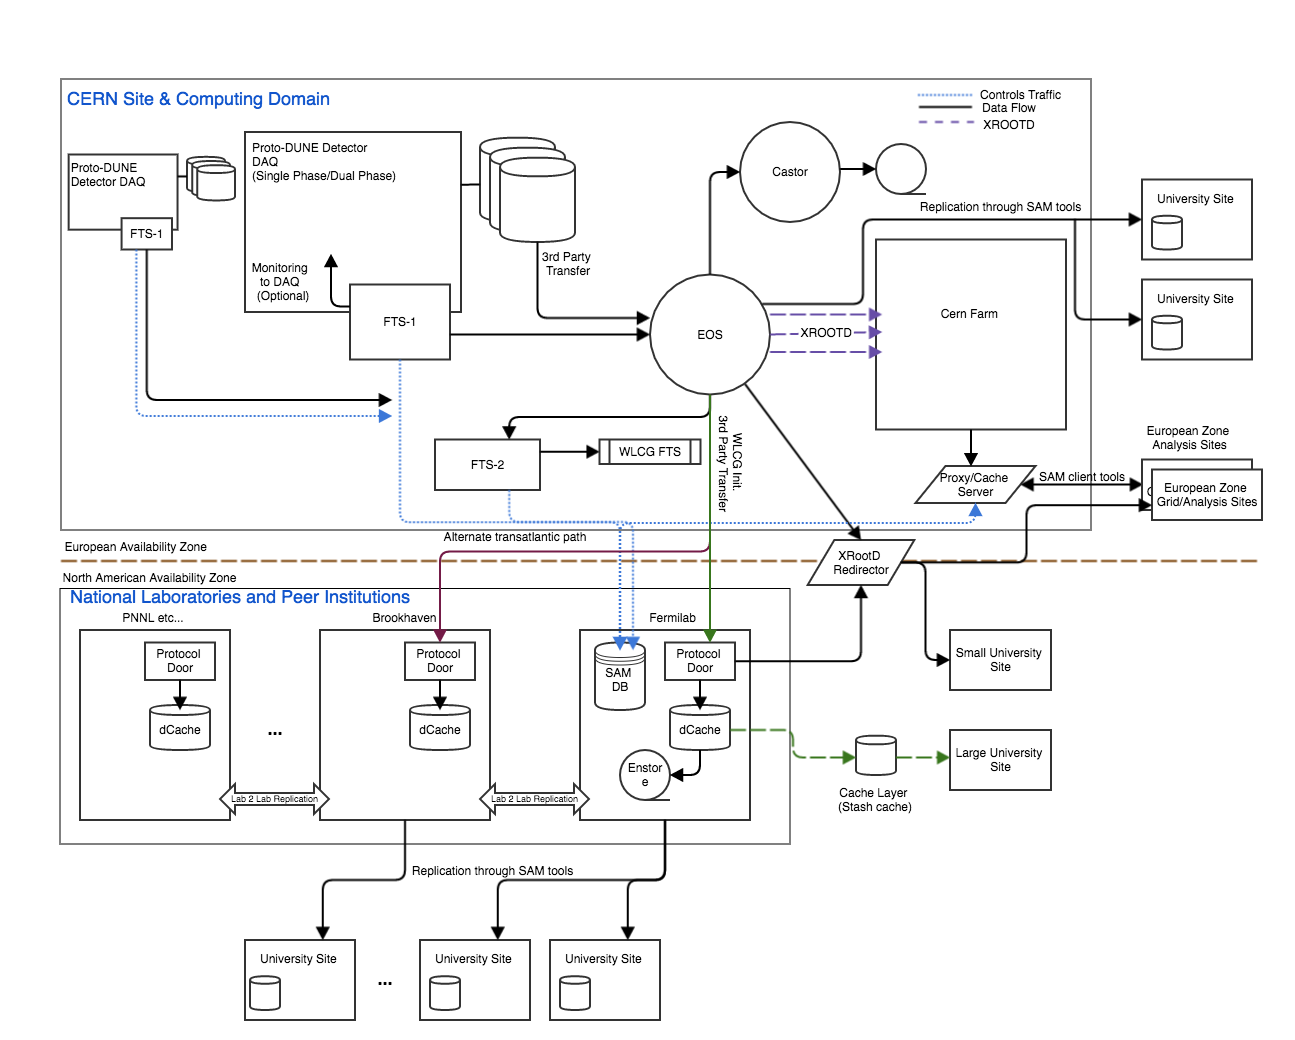 CERN Site & Computing Domain
Controls Traffic
Data Flow
XROOTD
Proto-DUNE
Detector DAQ
FTS-1
Proto-DUNE Detector
DAQ
(Single Phase/Dual Phase)
Monitoring
to DAQ
(Optional)
FTS-1
3rd Party
Transfer
Castor
EOS
XROOTD
Replication through SAM tools
Cern Farm
University Site
University Site
FTS-2
WLCG FTS
WLCG Init.
3rd Party Transfer
Proxy/Cache
Server
SAM client tools
European Zone
Analysis Sites
European Zone
Grid/Analysis Sites
Alternate transatlantic path
European Availability Zone
XRootD
Redirector
North American Availability Zone
National Laboratories and Peer Institutions
PNNL etc...
Brookhaven
Fermilab
Protocol
Door
dCache
...
Protocol
Door
dCache
SAM
DB
Protocol
Door
dCache
Enstor
e
Lab 2 Lab Replication
Lab 2 Lab Replication
Small University
Site
Large University
Site
Cache Layer
(Stash cache)
Replication through SAM tools
University Site
...
University Site
University Site